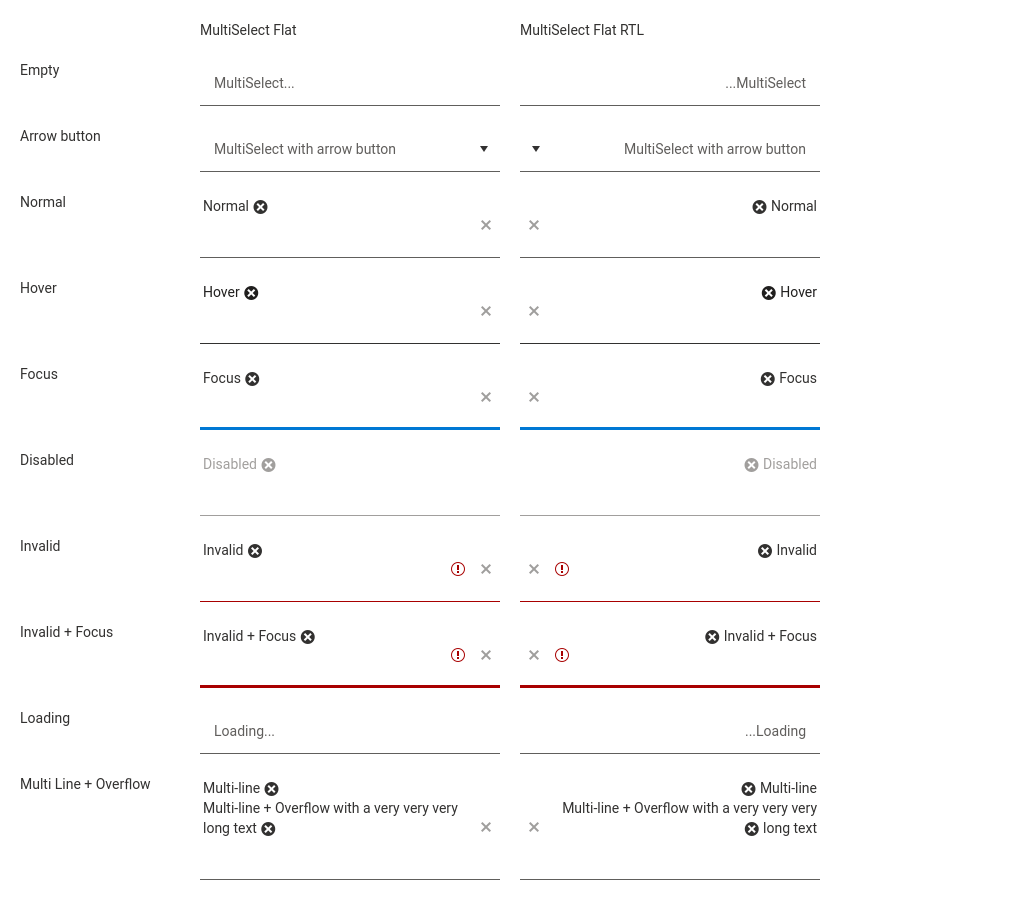 MultiSelect Flat
MultiSelect Flat RTL
Empty
MultiSelect...
...MultiSelect
Arrow button
MultiSelect with arrow button
MultiSelect with arrow button
Normal
Normal
Normal
Hover
Hover
Hover
Focus
Focus
Focus
Disabled
Disabled
Disabled
Invalid
Invalid
Invalid
Invalid + Focus
Invalid + Focus
Invalid + Focus
Loading
Loading...
...Loading
Multi Line + Overflow
Multi-line
Multi-line + Overflow with a very very very
long text
Multi-line
Multi-line + Overflow with a very very very
long text